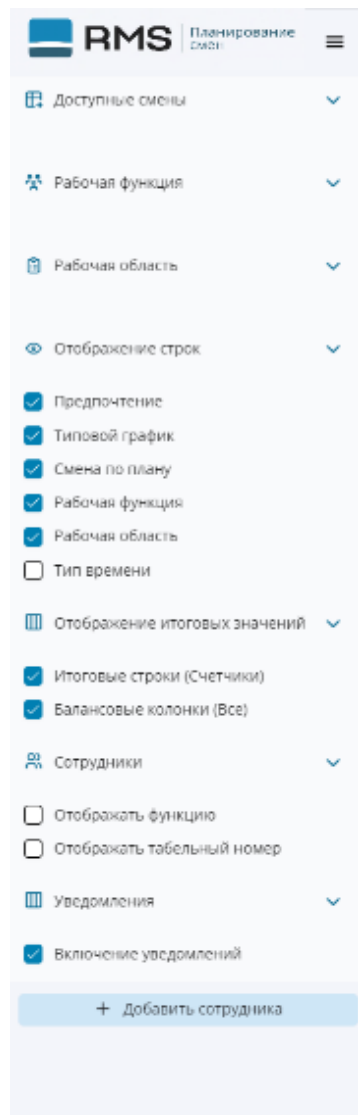 RMS
Планирование
смен
Доступные смены
Рабочая функция
Рабочая область
Отображение строк
Предпочтение
Типовой график
Смена по плану
Рабочая функция
Рабочая область
Тип времени
Отображение итоговых значений
Итоговые строки (Счетчики)
Балансовые колонки (Все)
Сотрудники
Отображать функцию
Отображать табельный номер
Уведомления
Включение уведомлений
+ Добавить сотрудника